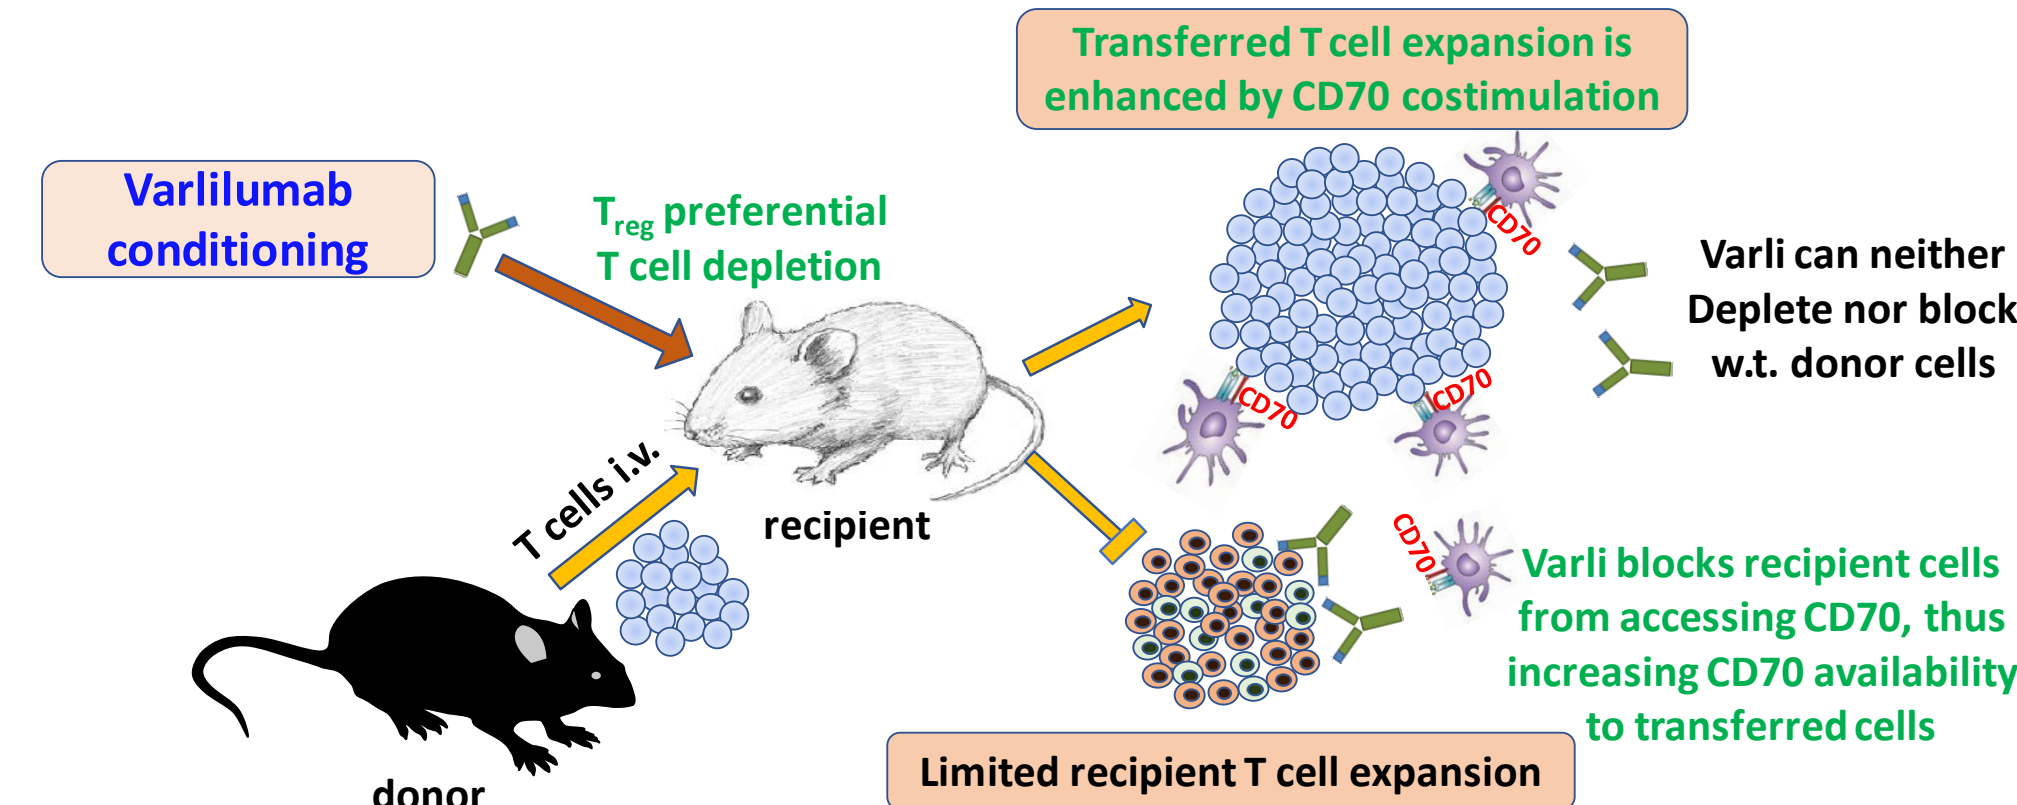 Transferred T cell expansion is
enhanced by CD70 costimulation
Varlilumab
conditioning
Treg preferential
T cell depletion
CD70
CD70
CD70
Varli can neither
Deplete nor block
w.t. donor cells
T cells i.v.
recipient
donor
CD70
Varli blocks recipient cells
from accessing CD70, thus
increasing CD70 availability
to transferred cells
Limited recipient T cell expansion